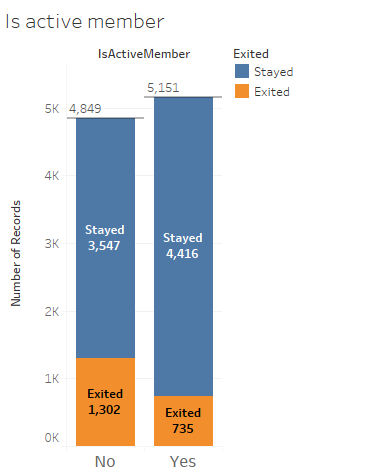 Is active member
IsActiveMember
Exited
Stayed
Exited
Number of Records
5K
4K
3K
2K
1K
0K
4,849
5,151
Stayed
3,547
Stayed
4,416
Exited
1,302
Exited
735
No
Yes